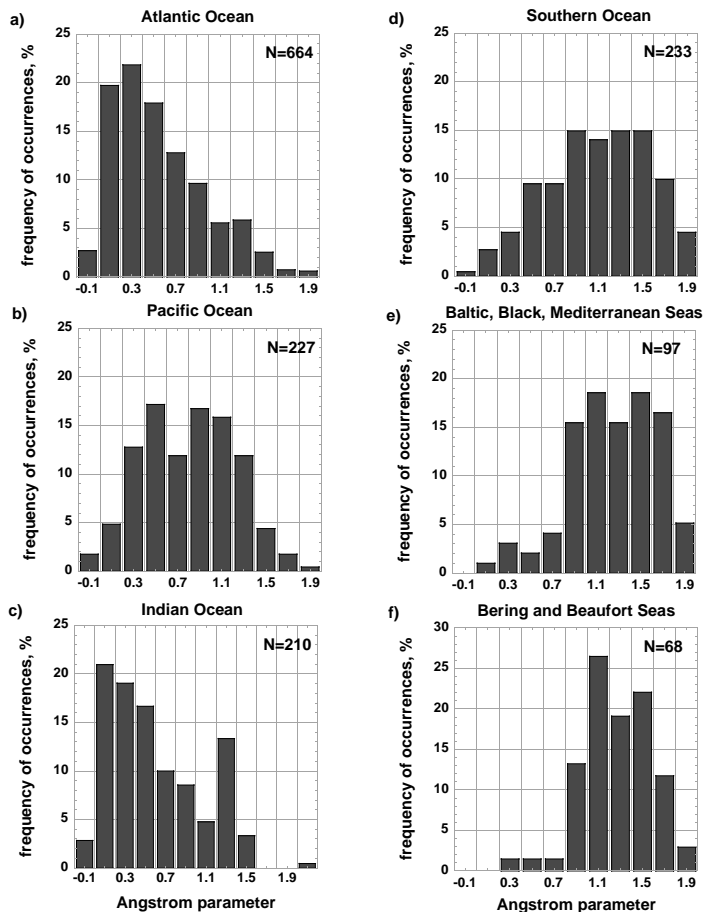 a)
Atlantic Ocean
N=664
frequency of occurrences, %
25
20
15
10
5
0
-0.1 0.3 0.7 1.1 1.5 1.9
b)
Pacific Ocean
N=227
frequency of occurrences, %
25
20
15
10
5
0
-0.1 0.3 0.7 1.1 1.5 1.9
c)
Indian Ocean
N=210
frequency of occurrences, %
25
20
15
10
5
0
-0.1 0.3 0.7 1.1 1.5 1.9
Angstrom parameter
d)
Southern Ocean
N=233
frequency of occurrences, %
25
20
15
10
5
0
-0.1 0.3 0.7 1.1 1.5 1.9
e)
Baltic, Black, Mediterranean Seas
N=97
frequency of occurrences, %
25
20
15
10
5
0
-0.1 0.3 0.7 1.1 1.5 1.9
f)
Bering and Beaufort Seas
N=68
frequency of occurrences, %
30
25
20
15
10
5
0
-0.1 0.3 0.7 1.1 1.5 1.9
Angstrom parameter